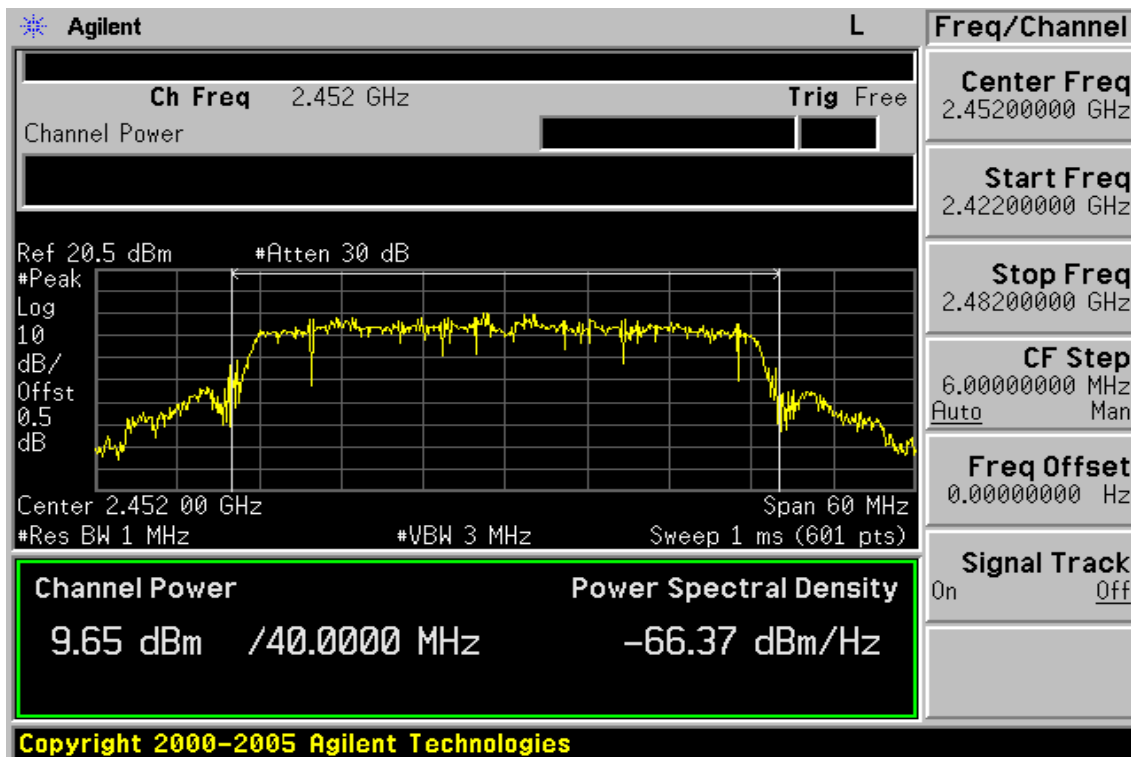 Agilent L
Ch Freq 2.452 GHz Trig Free
Channel Power
Ref 20.5 dBm #Atten 30 dB
#Peak
Log
10
dB/
Offst
0.5
dB
Center 2.452 00 GHz Span 60 MHz
#Res BW 1 MHz #VBW 3 MHz Sweep 1 ms (601 pts)
Channel Power Power Spectral Density
9.65 dBm /40.0000 MHz -66.37 dBm/Hz
Copyright 2000-2005 Agilent Technologies
Freq/Channel
Center Freq
2.45200000 GHz
Start Freq
2.42200000 GHz
Stop Freq
2.48200000 GHz
CF Step
6.00000000 MHz
Auto Man
Freq Offset
0.00000000 Hz
Signal Track
On Off